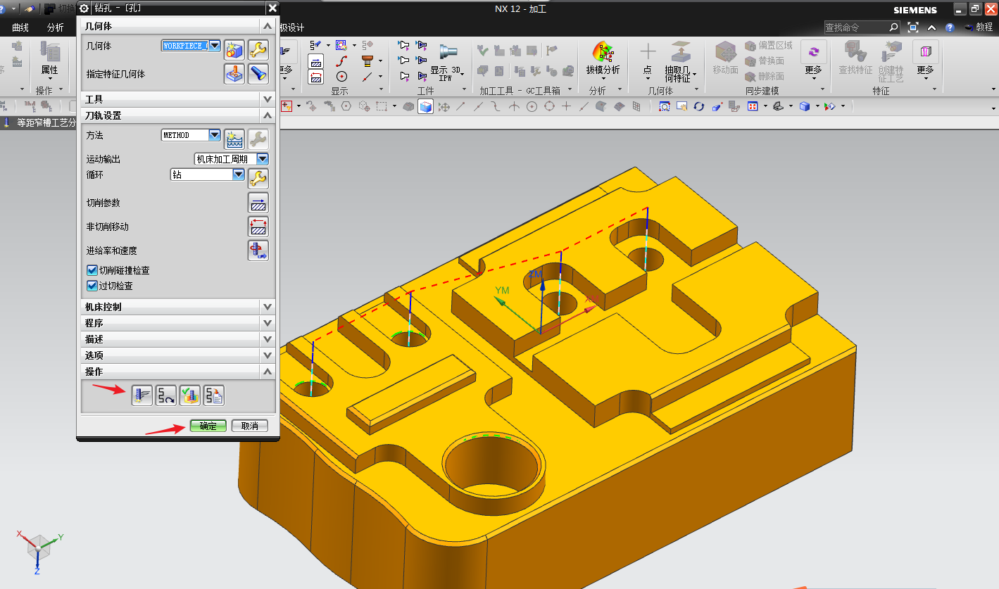 切换
钻孔 - [孔]
NX 12 - 加工
SIEMENS
曲线
分析
极设计
查找命令
教程
属性
操作
更多
显示
显示 3D
IPW
工件
加工工具 - GC工具箱
拔模分析
分析
点
抽取几
何特征
几何体
移动面
偏置区域
替换面
删除面
更多
同步建模
查找特征
创建特
征工艺
更多
特征
等距窄槽工艺分
几何体
几何体
WORKPIECE_
指定特征几何体
工具
刀轨设置
方法
METHOD
运动输出
机床加工周期
循环
钻
切削参数
非切削移动
进给率和速度
切削碰撞检查
过切检查
机床控制
程序
描述
选项
操作
确定
取消
ZM
YM
X
Y
Z